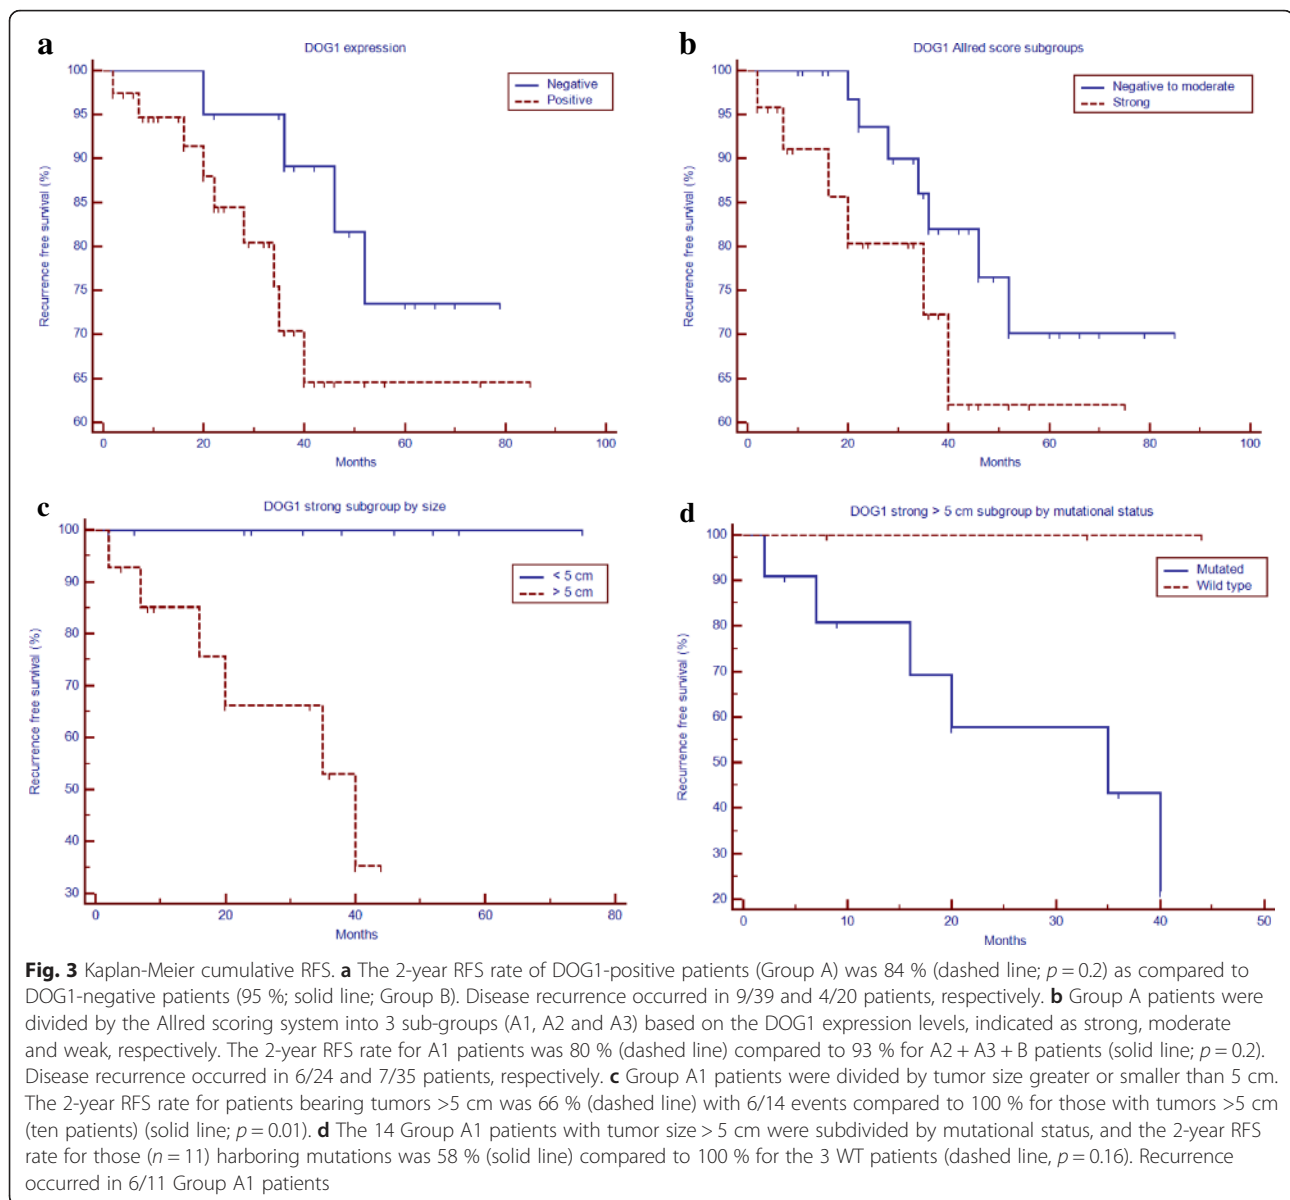 a
DOG1 expression
Negative
Positive
Recurrence free survival (%)
100
95
90
85
80
75
70
65
60
0 20 40 60 80 100
Months
b
DOG1 Allred score subgroups
Negative to moderate
Strong
Recurrence free survival (%)
100
95
90
85
80
75
70
65
60
0 20 40 60 80 100
Months
c
DOG1 strong subgroup by size
< 5 cm
> 5 cm
Recurrence free survival (%)
100
90
80
70
60
50
40
30
0 20 40 60 80
Months
d
DOG1 strong > 5 cm subgroup by mutational status
Mutated
Wild type
Recurrence free survival (%)
100
90
80
70
60
50
40
30
20
0 10 20 30 40 50
Months
Fig. 3 Kaplan-Meier cumulative RFS. a The 2-year RFS rate of DOG1-positive patients (Group A) was 84 % (dashed line; p = 0.2) as compared to
DOG1-negative patients (95 %; solid line; Group B). Disease recurrence occurred in 9/39 and 4/20 patients, respectively. b Group A patients were
divided by the Allred scoring system into 3 sub-groups (A1, A2 and A3) based on the DOG1 expression levels, indicated as strong, moderate
and weak, respectively. The 2-year RFS rate for A1 patients was 80 % (dashed line) compared to 93 % for A2 + A3 + B patients (solid line; p = 0.2).
Disease recurrence occurred in 6/24 and 7/35 patients, respectively. c Group A1 patients were divided by tumor size greater or smaller than 5 cm.
The 2-year RFS rate for patients bearing tumors >5 cm was 66 % (dashed line) with 6/14 events compared to 100 % for those with tumors >5 cm
(ten patients) (solid line; p = 0.01). d The 14 Group A1 patients with tumor size > 5 cm were subdivided by mutational status, and the 2-year RFS
rate for those (n = 11) harboring mutations was 58 % (solid line) compared to 100 % for the 3 WT patients (dashed line, p = 0.16). Recurrence
occurred in 6/11 Group A1 patients